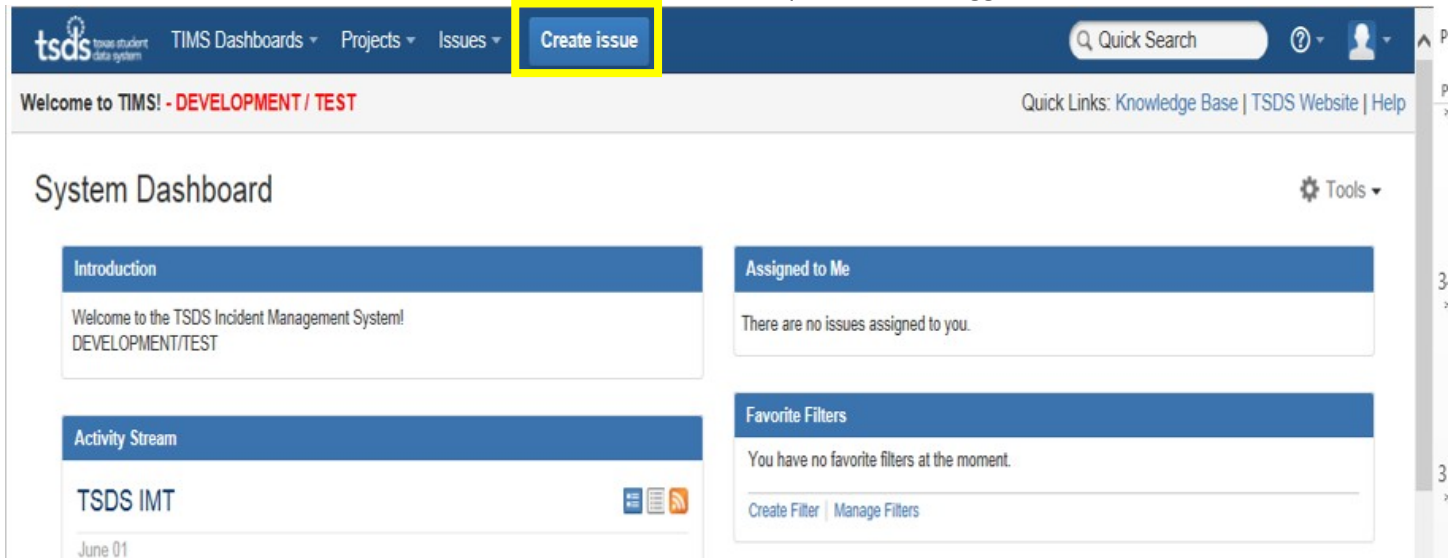 tsds texas student data system TIMS Dashboards Projects Issues Create issue Quick Search
Welcome to TIMS! - DEVELOPMENT / TEST Quick Links: Knowledge Base | TSDS Website | Help
System Dashboard Tools
Introduction
Welcome to the TSDS Incident Management System!
DEVELOPMENT/TEST
Assigned to Me
There are no issues assigned to you.
Activity Stream
TSDS IMT
June 01
Favorite Filters
You have no favorite filters at the moment.
Create Filter | Manage Filters